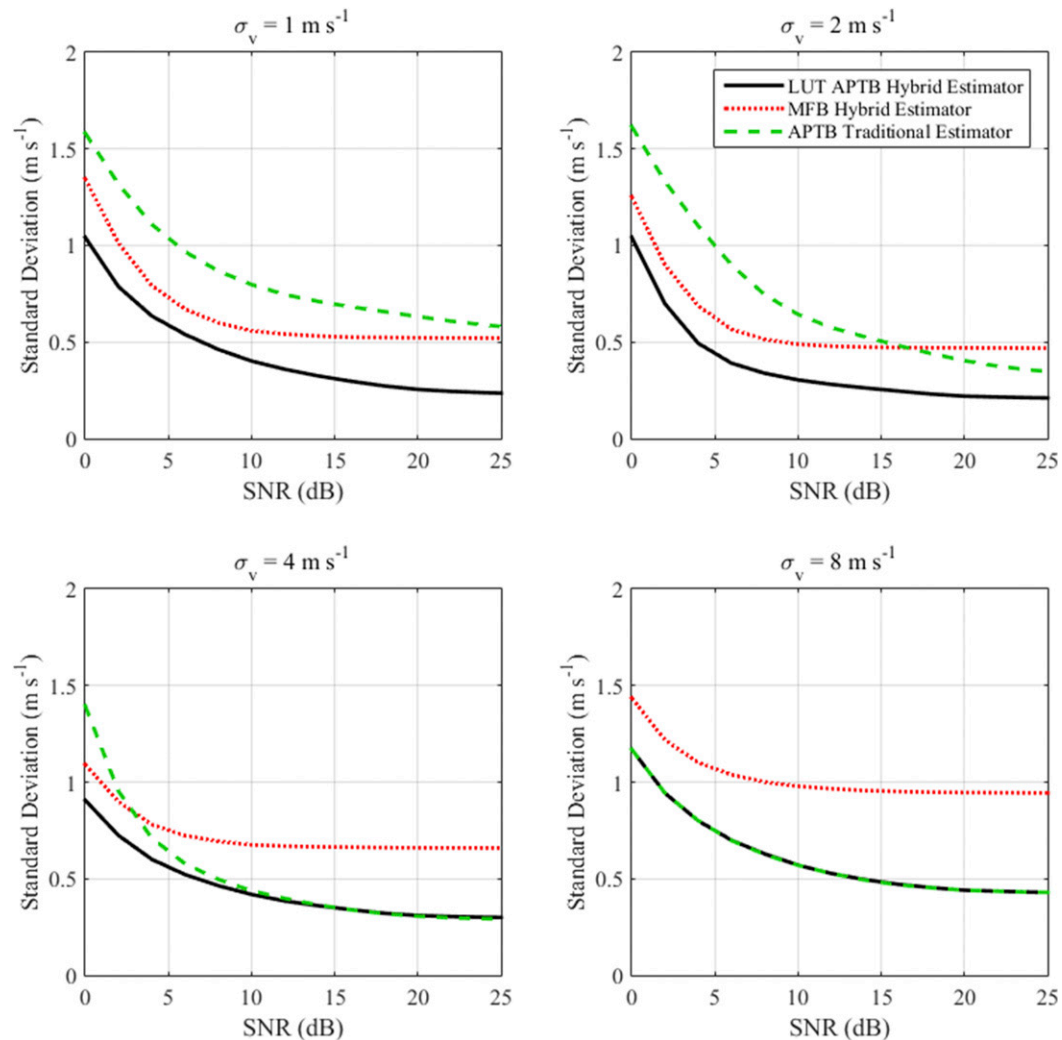 σv = 1 m s-1
2
1.5
1
0.5
0
Standard Deviation (m s-1)
0 5 10 15 20 25
SNR (dB)
σv = 2 m s-1
LUT APTB Hybrid Estimator
MFB Hybrid Estimator
APTB Traditional Estimator
2
1.5
1
0.5
0
Standard Deviation (m s-1)
0 5 10 15 20 25
SNR (dB)
σv = 4 m s-1
2
1.5
1
0.5
0
Standard Deviation (m s-1)
0 5 10 15 20 25
SNR (dB)
σv = 8 m s-1
2
1.5
1
0.5
0
Standard Deviation (m s-1)
0 5 10 15 20 25
SNR (dB)